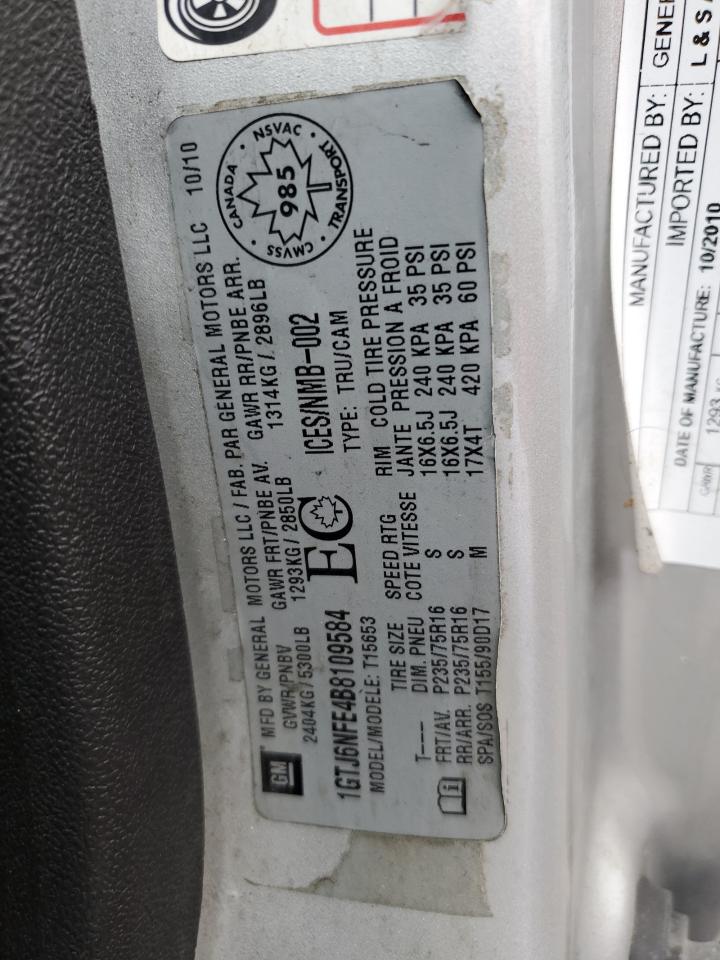 GM
MFD BY GENERAL MOTORS LLC / FAB. PAR GENERAL MOTORS LLC 10/10
GVWR/PNBV GAWR FRT/PNBE AV. GAWR RR/PNBE ARR.
2404KG/5300LB 1293KG / 2850LB 1314KG / 2896LB
1GTJ6NFE4B8109584
EC ICES/NMB-002
MODEL/MODELE: T15653 TYPE: TRU/CAM
CANADA • NSVAC • TRANSPORT • CMVSS •
985
TIRE SIZE SPEED RTG RIM COLD TIRE PRESSURE
T--- DIM. PNEU COTE VITESSE JANTE PRESSION A FROID
FRT/AV. P235/75R16 S 16X6.5J 240 KPA 35 PSI
RR/ARR. P235/75R16 S 16X6.5J 240 KPA 35 PSI
SPA/SOS T155/90D17 M 17X4T 420 KPA 60 PSI
MANUFACTURED BY: GENE
IMPORTED BY: L & S
DATE OF MANUFACTURE: 10/2010
GAWR 1293